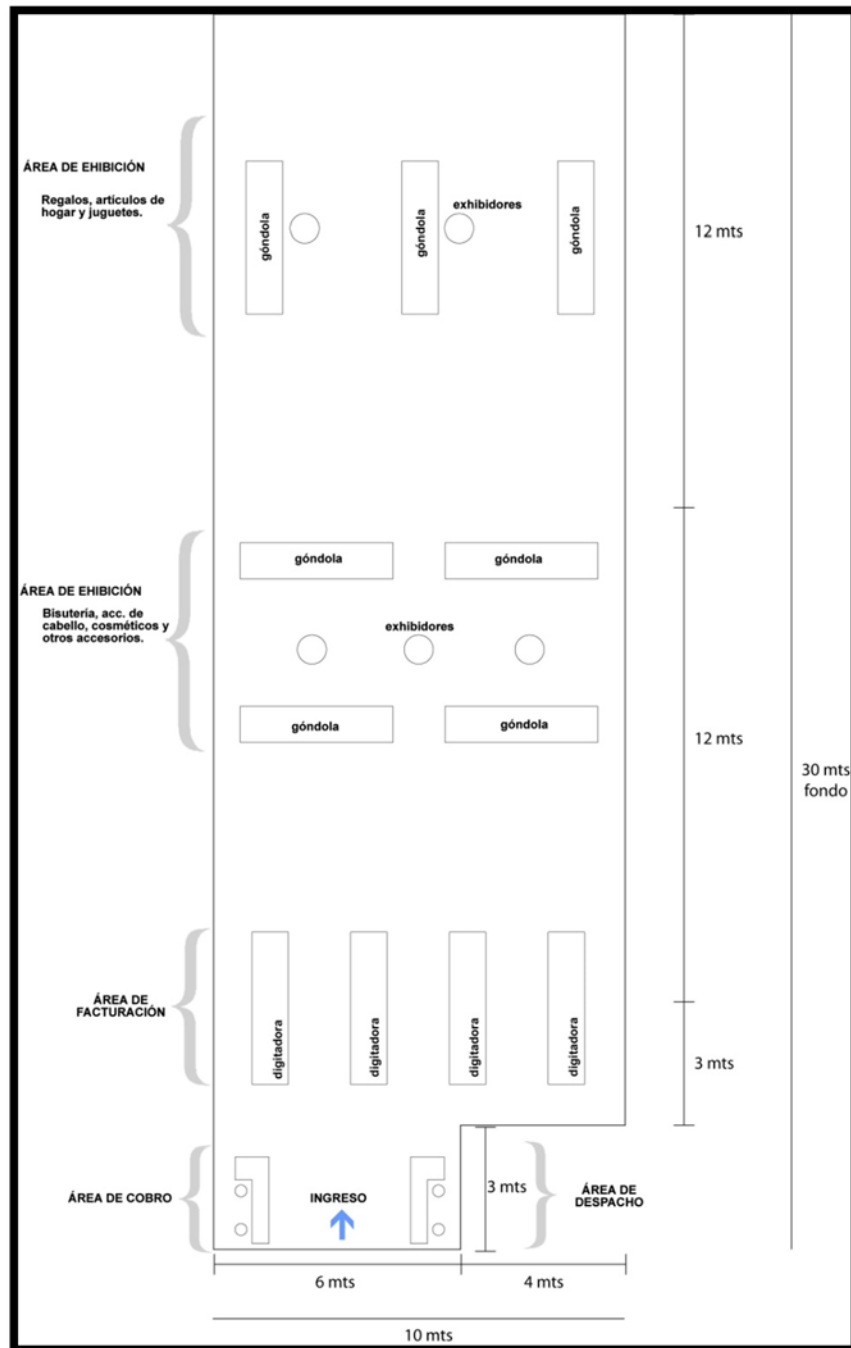 ÁREA DE EHIBICIÓN
Regalos, artículos de
hogar y juguetes.
góndola
góndola
exhibidores
góndola
12 mts
góndola
góndola
ÁREA DE EHIBICIÓN
Bisutería, acc. de
cabello, cosméticos y
otros accesorios.
exhibidores
góndola
góndola
12 mts
30 mts
fondo
ÁREA DE
FACTURACIÓN
digitadora
digitadora
digitadora
digitadora
3 mts
ÁREA DE COBRO
INGRESO
3 mts
ÁREA DE
DESPACHO
6 mts
4 mts
10 mts